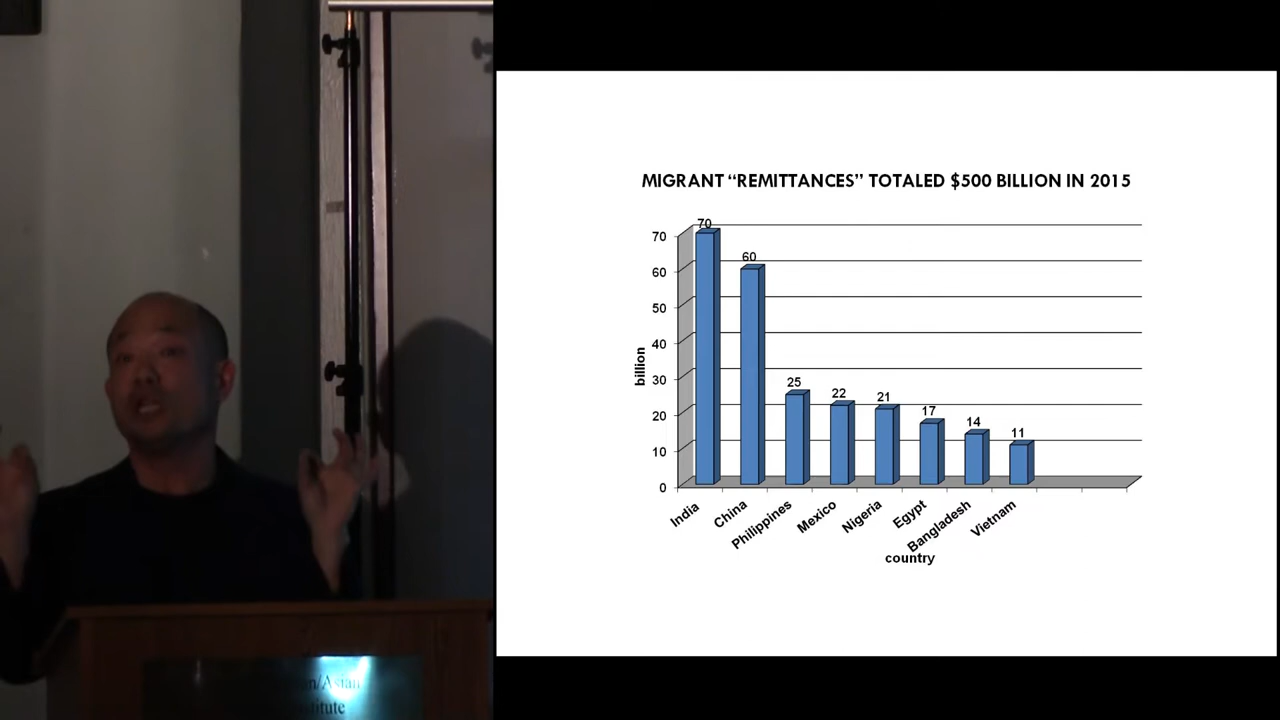 MIGRANT “REMITTANCES” TOTALED $500 BILLION IN 2015
70
60
50
40
30
20
10
0
billion
70
60
25
22
21
17
14
11
India
China
Philippines
Mexico
Nigeria
Egypt
Bangladesh
Vietnam
country
/Asian